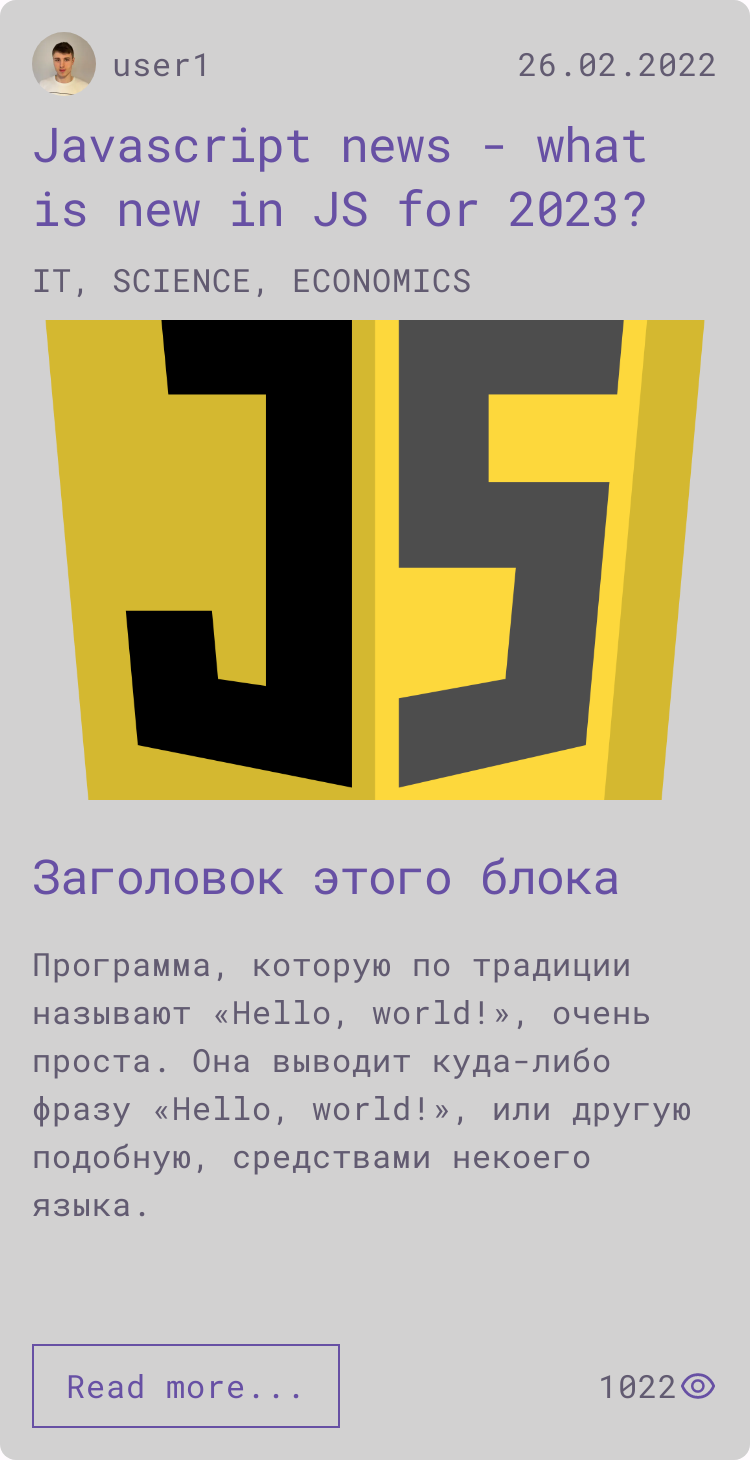 user1
26.02.2022
Javascript news - what
is new in JS for 2023?
IT, SCIENCE, ECONOMICS
JS
Заголовок этого блока
Программа, которую по традиции
называют «Hello, world!», очень
проста. Она выводит куда-либо
фразу «Hello, world!», или другую
подобную, средствами некоего
языка.
Read more...
1022